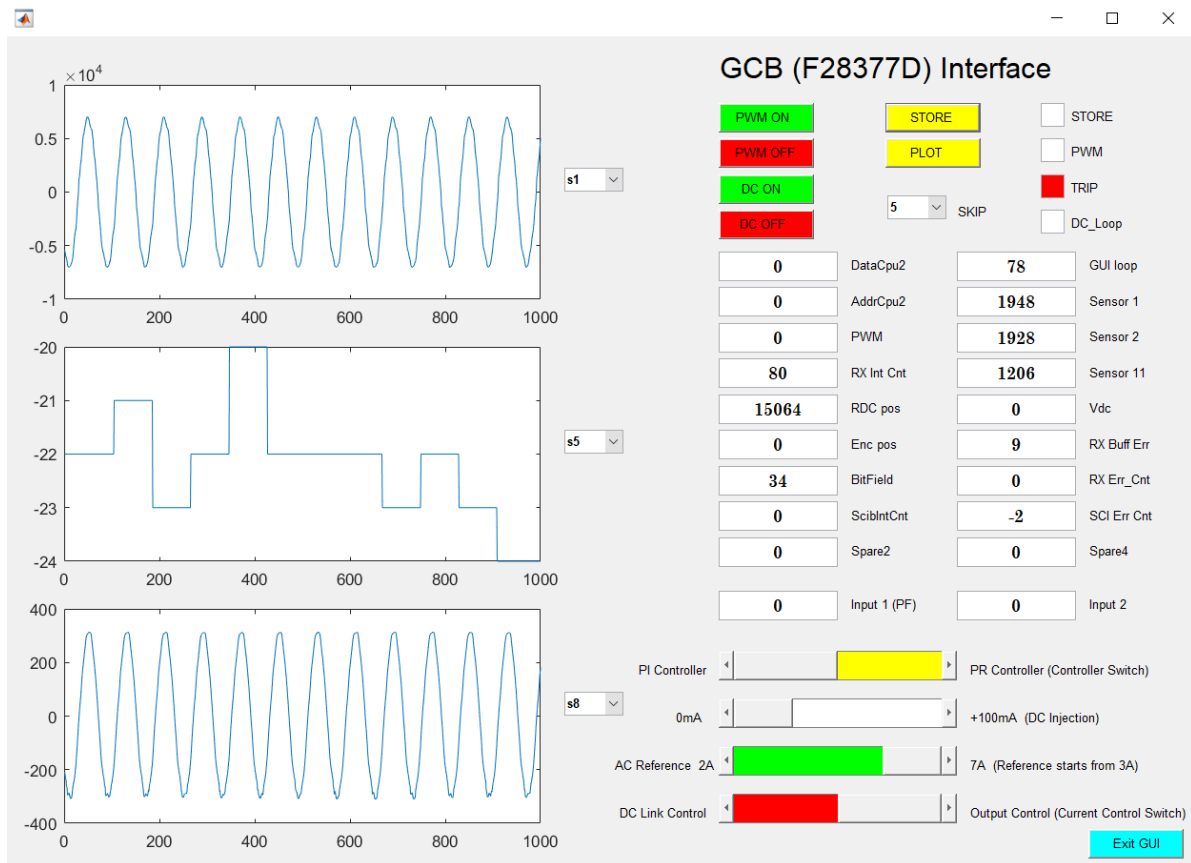 GCB (F28377D) Interface
× 10^4
1
0.5
0
-0.5
-1
0 200 400 600 800 1000
s1
-20
-21
-22
-23
-24
0 200 400 600 800 1000
s5
400
200
0
-200
-400
0 200 400 600 800 1000
s8
PWM ON STORE STORE
PWM OFF PLOT PWM
DC ON TRIP
5 SKIP
DC OFF DC_Loop
0 DataCpu2 78 GUI loop
0 AddrCpu2 1948 Sensor 1
0 PWM 1928 Sensor 2
80 RX Int Cnt 1206 Sensor 11
15064 RDC pos 0 Vdc
0 Enc pos 9 RX Buff Err
34 BitField 0 RX Err_Cnt
0 ScibIntCnt -2 SCI Err Cnt
0 Spare2 0 Spare4
0 Input 1 (PF) 0 Input 2
PI Controller PR Controller (Controller Switch)
0mA +100mA (DC Injection)
AC Reference 2A 7A (Reference starts from 3A)
DC Link Control Output Control (Current Control Switch)
Exit GUI